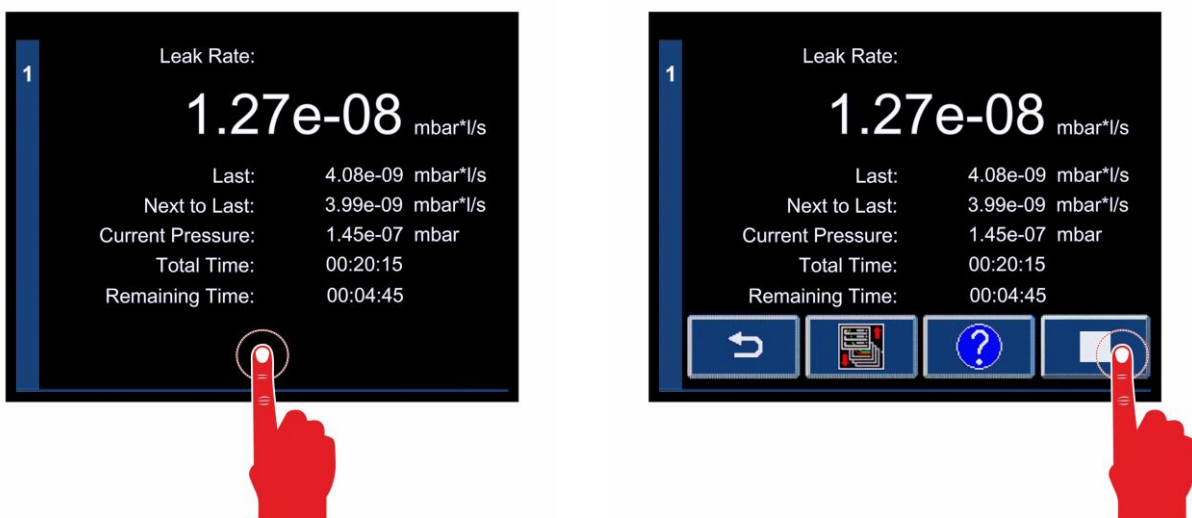 Leak Rate:
1
1.27e-08 mbar*l/s
Last: 4.08e-09 mbar*l/s
Next to Last: 3.99e-09 mbar*l/s
Current Pressure: 1.45e-07 mbar
Total Time: 00:20:15
Remaining Time: 00:04:45
Leak Rate:
1
1.27e-08 mbar*l/s
Last: 4.08e-09 mbar*l/s
Next to Last: 3.99e-09 mbar*l/s
Current Pressure: 1.45e-07 mbar
Total Time: 00:20:15
Remaining Time: 00:04:45
?